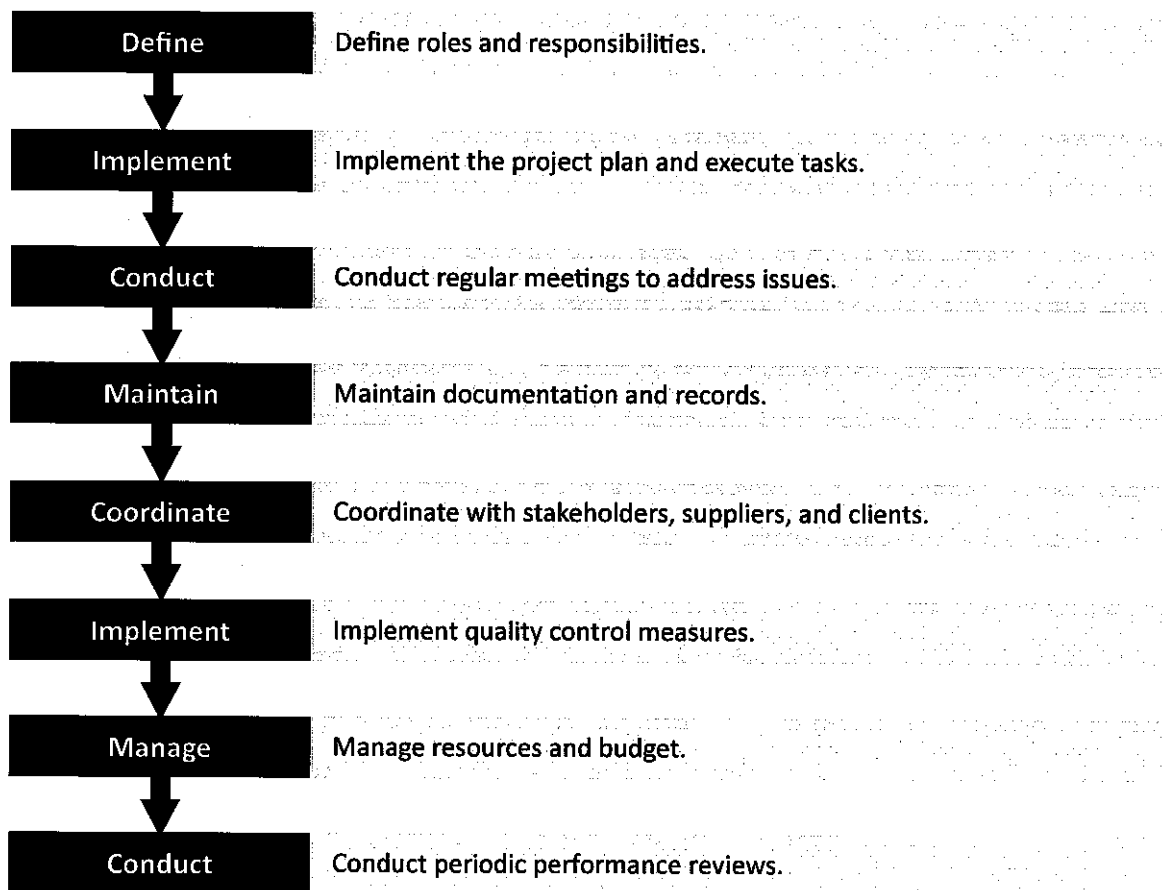 Define
Define roles and responsibilities.
Implement
Implement the project plan and execute tasks.
Conduct
Conduct regular meetings to address issues.
Maintain
Maintain documentation and records.
Coordinate
Coordinate with stakeholders, suppliers, and clients.
Implement
Implement quality control measures.
Manage
Manage resources and budget.
Conduct
Conduct periodic performance reviews.